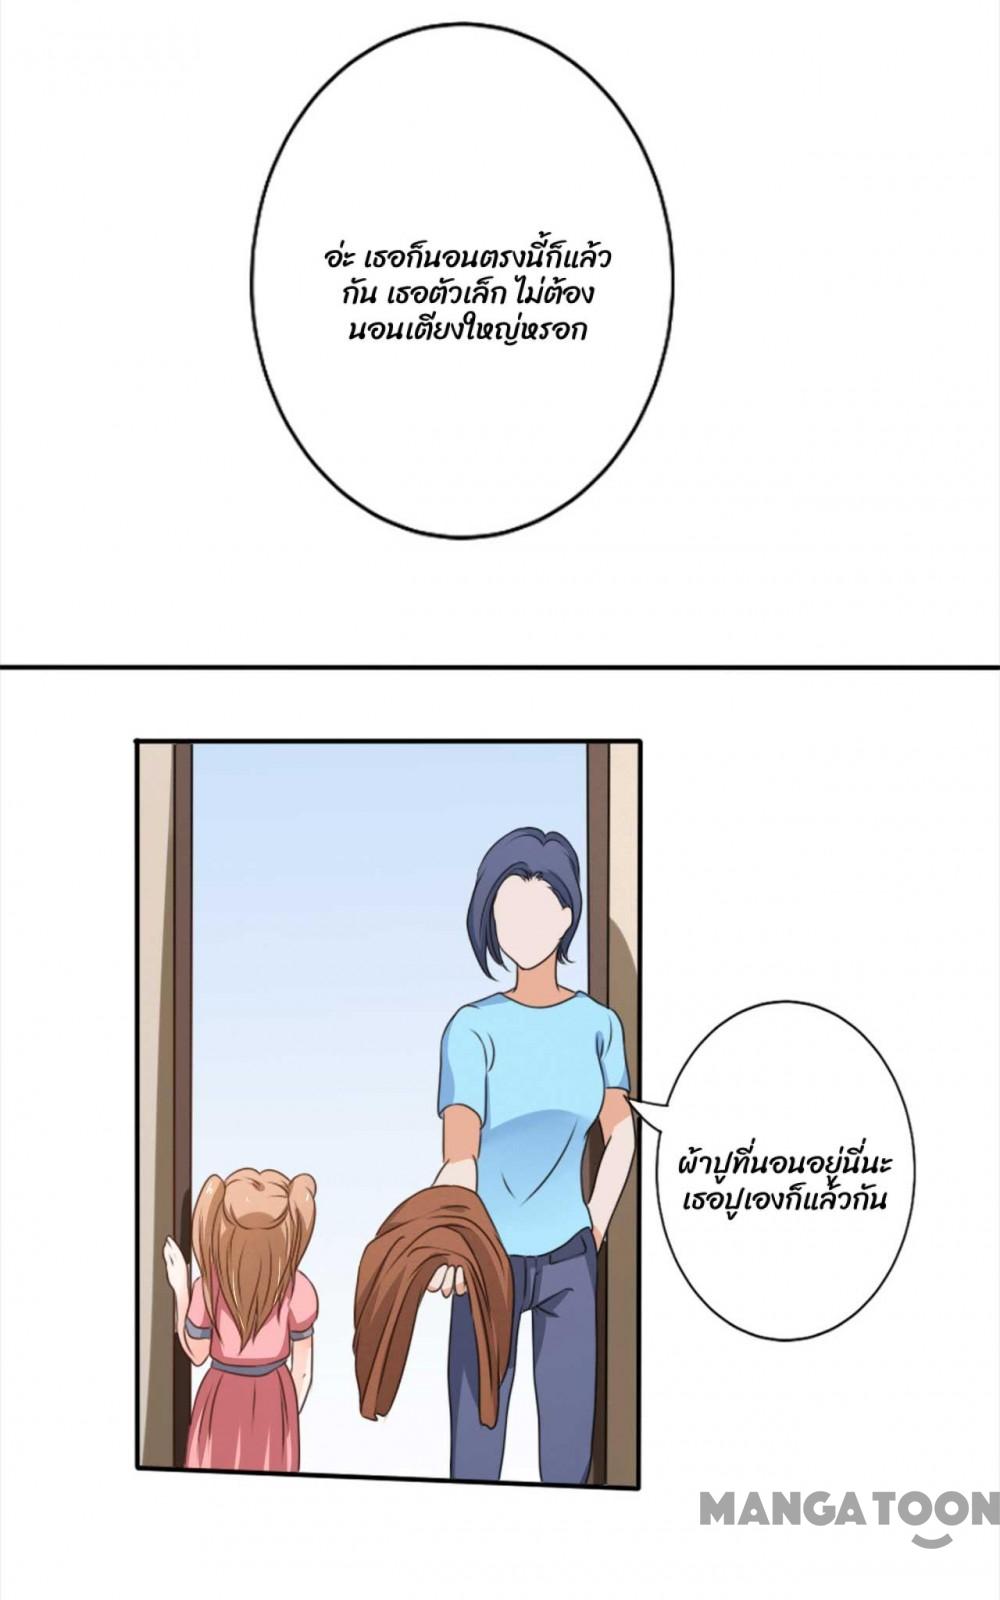 อ่ะ เธอก็นอนตรงนี้ก็แล้ว
กัน เธอตัวเล็ก ไม่ต้อง
นอนเตียงใหญ่หรอก
ผ้าปูที่นอนอยู่นี่นะ
เธอปูเองก็แล้วกัน
MANGATOON